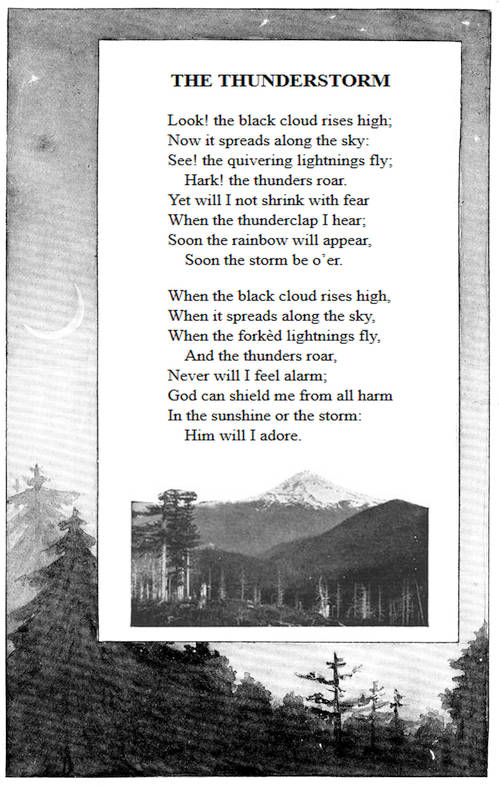 THE THUNDERSTORM
Look! the black cloud rises high;
Now it spreads along the sky:
See! the quivering lightnings fly;
Hark! the thunders roar.
Yet will I not shrink with fear
When the thunderclap I hear;
Soon the rainbow will appear,
Soon the storm be o’er.
When the black cloud rises high,
When it spreads along the sky,
When the forkèd lightnings fly,
And the thunders roar,
Never will I feel alarm;
God can shield me from all harm
In the sunshine or the storm:
Him will I adore.